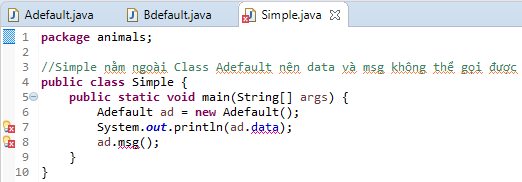 Adefault.java Bdefault.java Simple.java
1 package animals;
2
3 //Simple nằm ngoài Class Adefault nên data và msg không thể gọi được
4 public class Simple {
5 public static void main(String[] args) {
6 Adefault ad = new Adefault();
7 System.out.println(ad.data);
8 ad.msg();
9 }
10 }